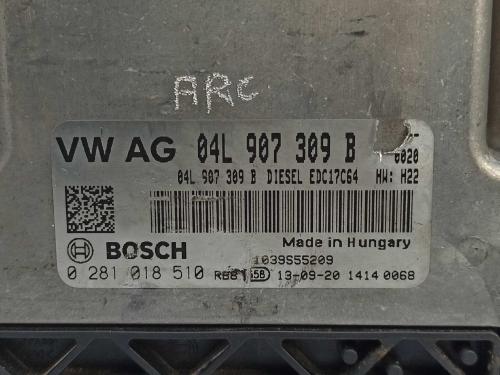 ARC
VW AG 04L 907 309 B
6020
04L 907 309 B DIESEL EDC17C64 HW: H22
BOSCH Made in Hungary
1039S55209
0 281 018 510 13-09-20 1414 0068